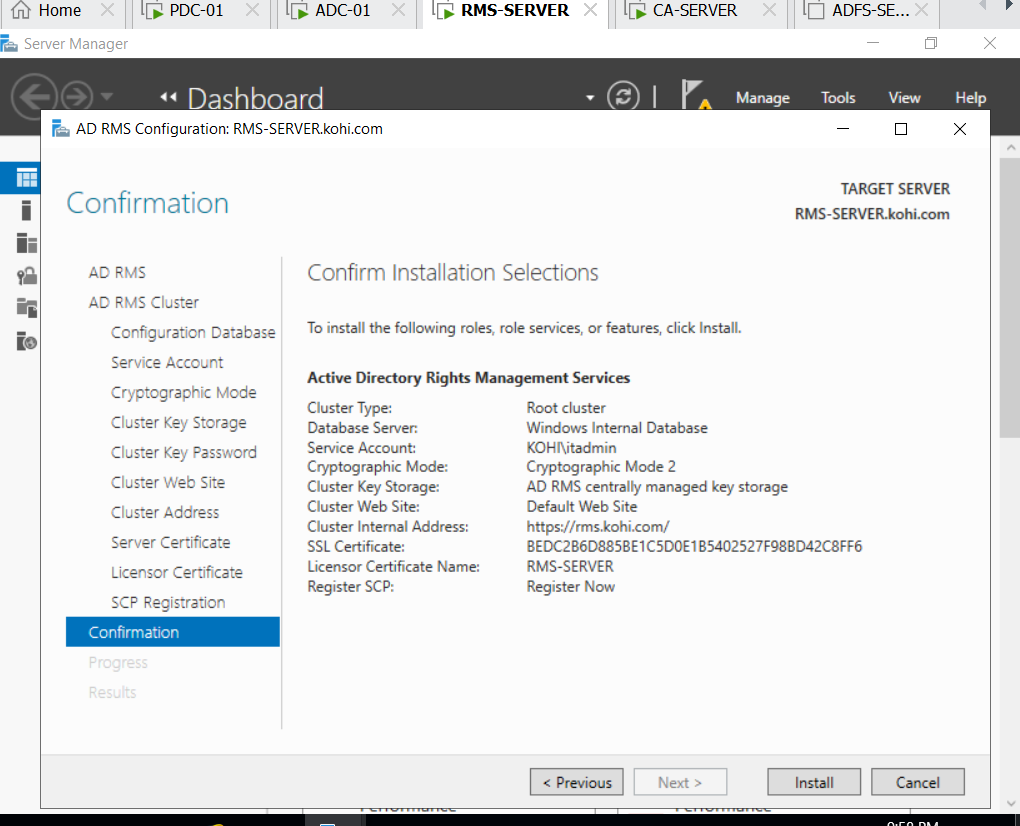 Home PDC-01 ADC-01 RMS-SERVER CA-SERVER ADFS-SE...
Server Manager
Dashboard Manage Tools View Help
AD RMS Configuration: RMS-SERVER.kohi.com
Confirmation
TARGET SERVER
RMS-SERVER.kohi.com
AD RMS
AD RMS Cluster
Configuration Database
Service Account
Cryptographic Mode
Cluster Key Storage
Cluster Key Password
Cluster Web Site
Cluster Address
Server Certificate
Licensor Certificate
SCP Registration
Confirmation
Progress
Results
Confirm Installation Selections
To install the following roles, role services, or features, click Install.
Active Directory Rights Management Services
Cluster Type: Root cluster
Database Server: Windows Internal Database
Service Account: KOHI\itadmin
Cryptographic Mode: Cryptographic Mode 2
Cluster Key Storage: AD RMS centrally managed key storage
Cluster Web Site: Default Web Site
Cluster Internal Address: https://rms.kohi.com/
SSL Certificate: BEDC2B6D885BE1C5D0E1B5402527F98BD42C8FF6
Licensor Certificate Name: RMS-SERVER
Register SCP: Register Now
< Previous Next > Install Cancel
Performance Performance